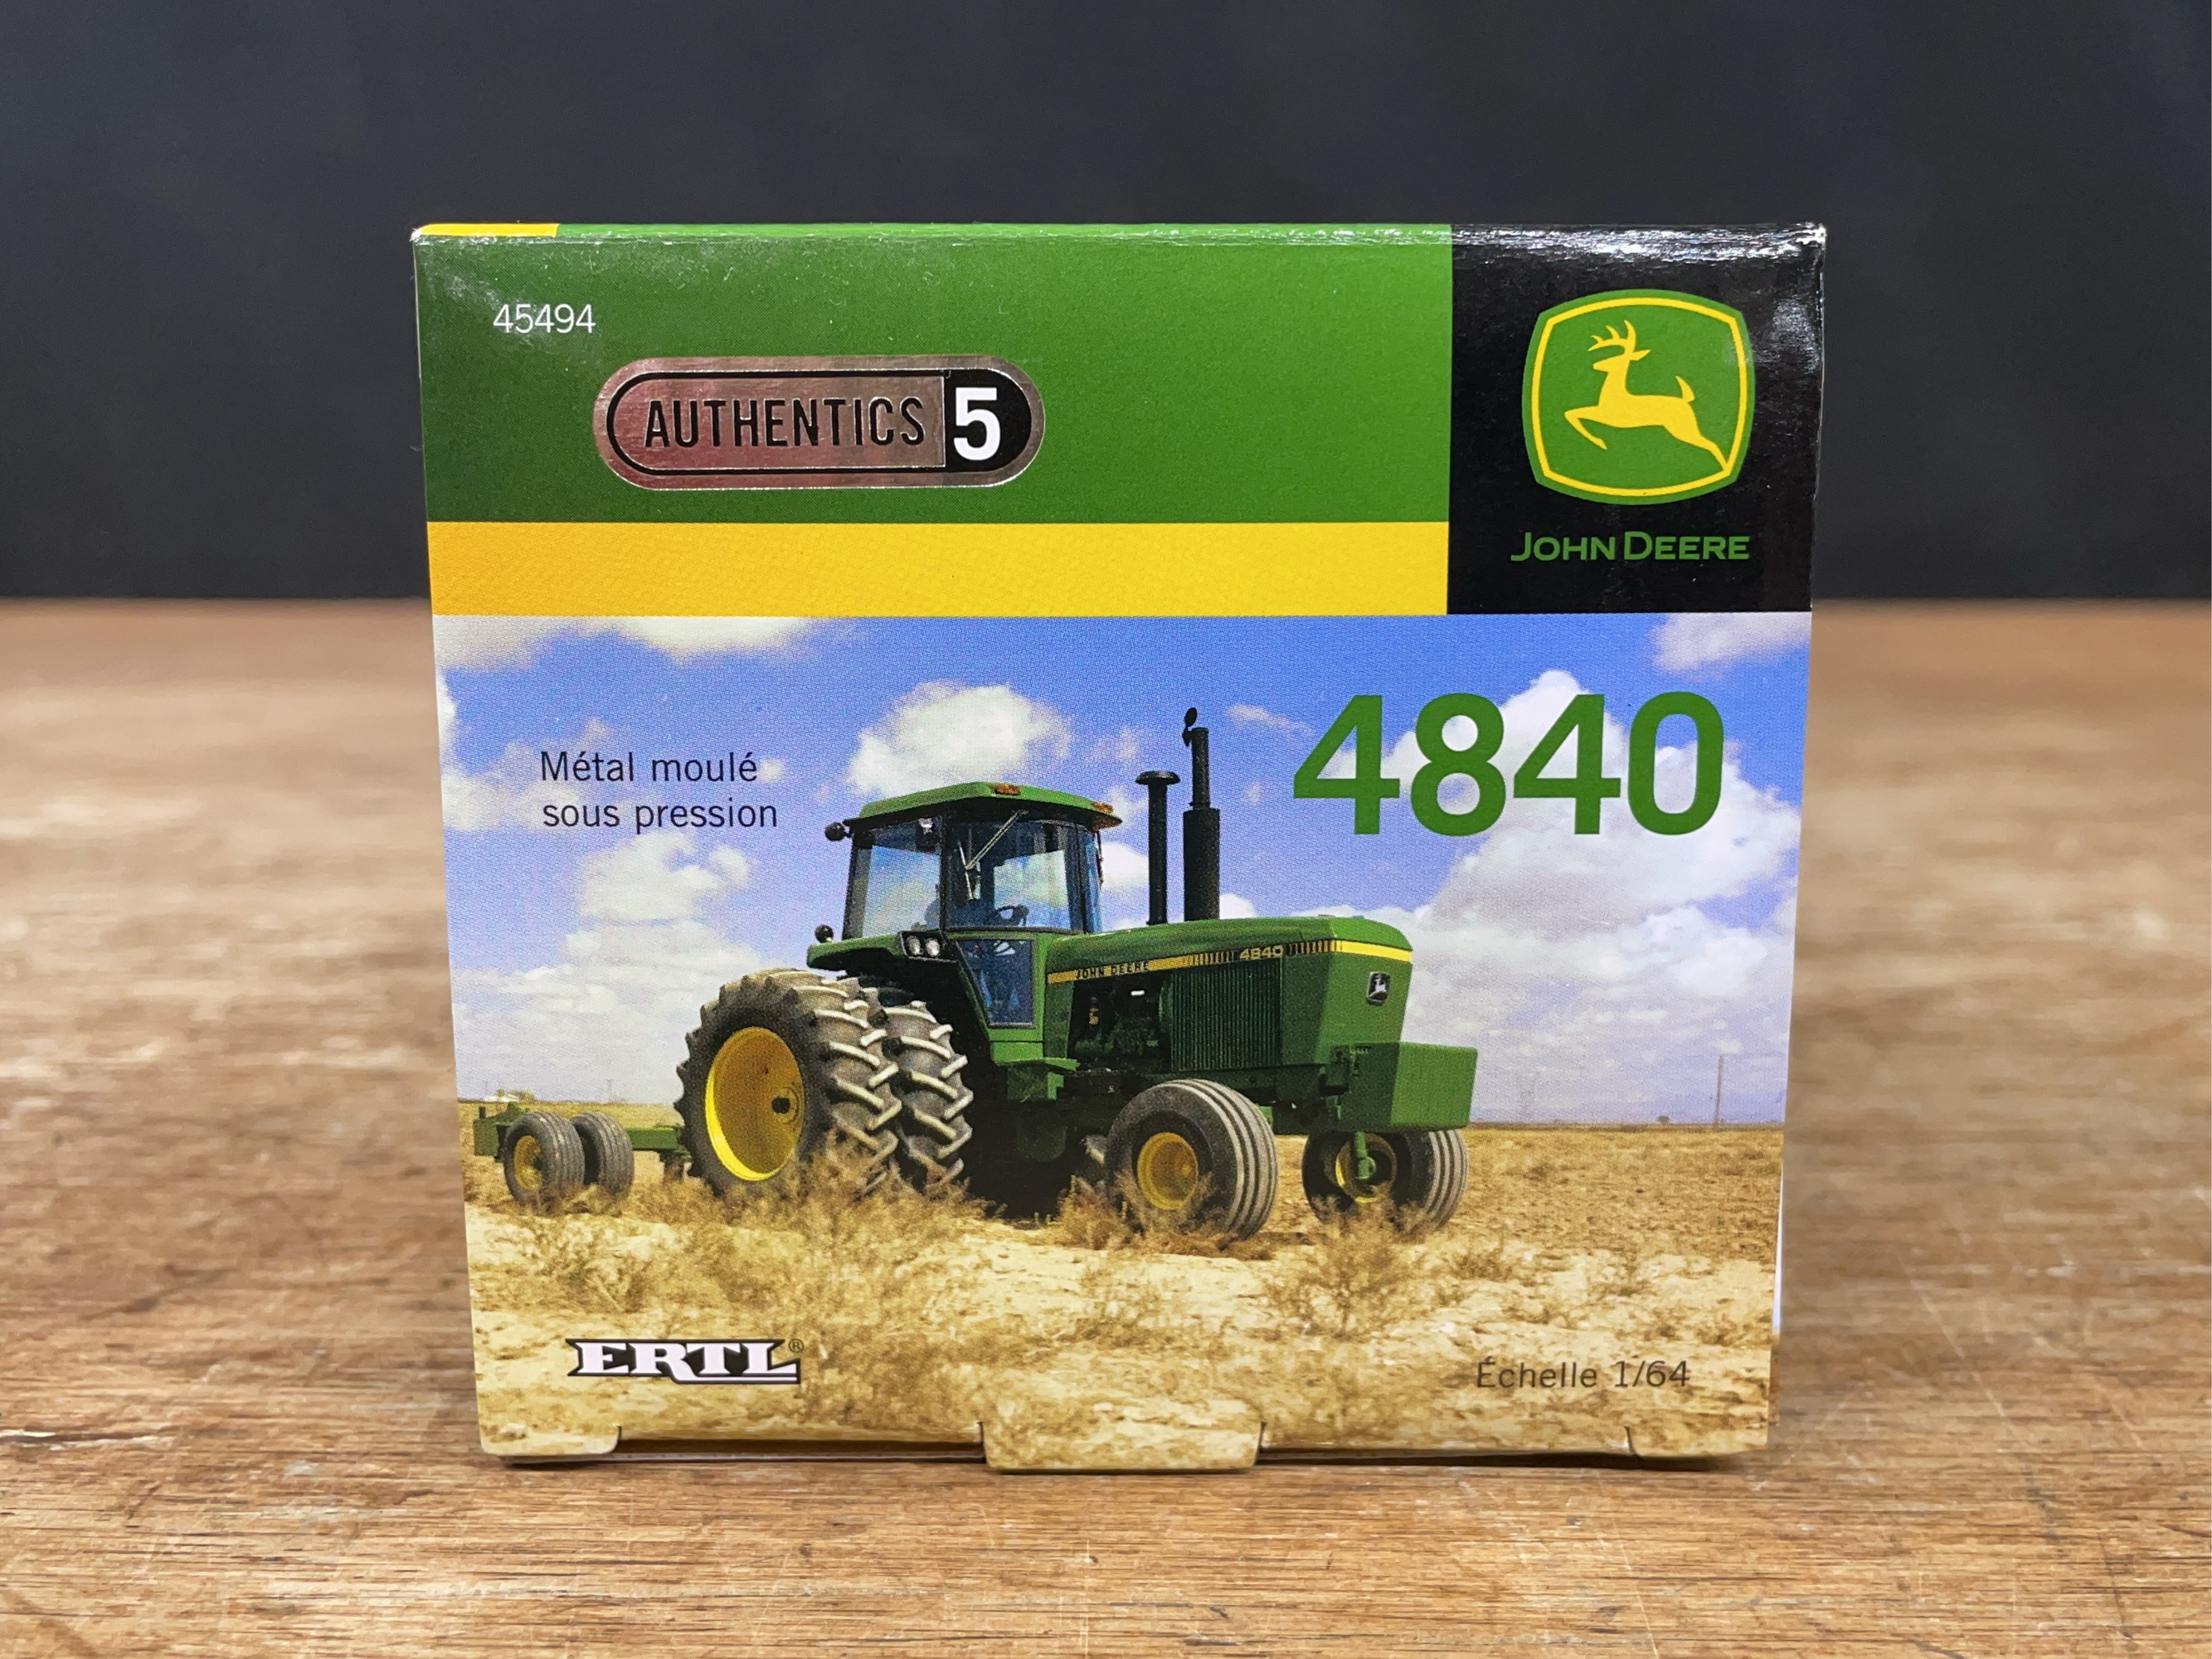 45494
AUTHENTICS 5
JOHN DEERE
4840
Métal moulé
sous pression
JOHN DEERE 4840
ERTL®
Échelle 1/64